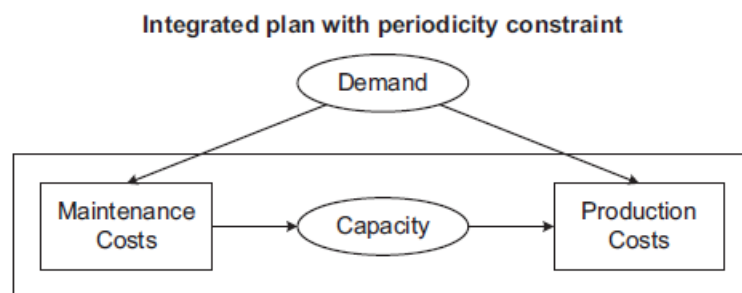 Integrated plan with periodicity constraint
Demand
Maintenance
Costs
Capacity
Production
Costs